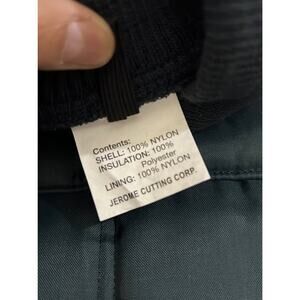 Contents:
SHELL: 100% NYLON
INSULATION: 100%
Polyester
LINING: 100% NYLON
JEROME CUTTING CORP.